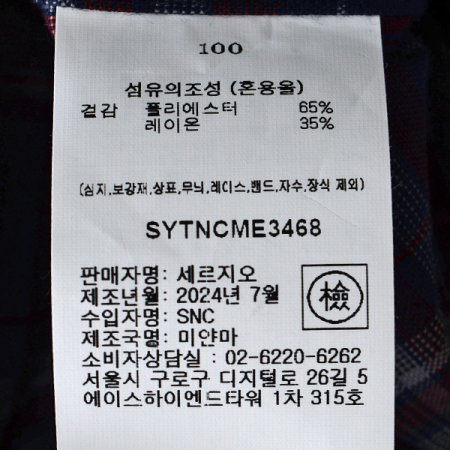 100
섬유의조성 (혼용율)
겉감 폴리에스터 65%
레이온 35%
(심지,보강재,상표,무늬,레이스,밴드,자수,장식 제외)
SYTNCME3468
판매자명: 세르지오
제조년월: 2024년 7월
수입자명: SNC
제조국명: 미얀마
檢
소비자상담실 : 02-6220-6262
서울시 구로구 디지털로 26길 5
에이스하이엔드타워 1차 315호